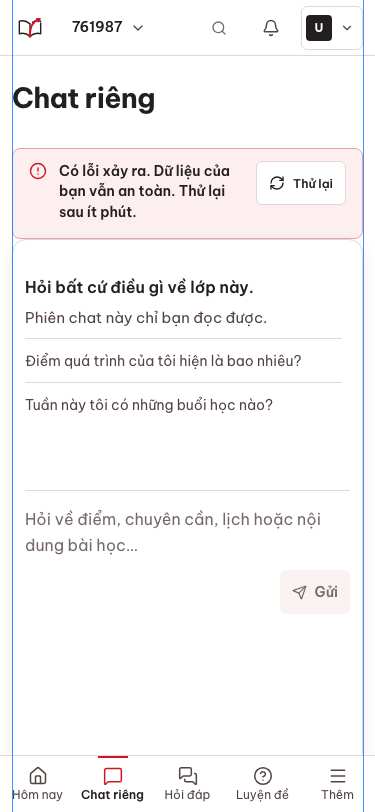 761987
U
Chat riêng
Có lỗi xảy ra. Dữ liệu của
bạn vẫn an toàn. Thử lại
sau ít phút.
Thử lại
Hỏi bất cứ điều gì về lớp này.
Phiên chat này chỉ bạn đọc được.
Điểm quá trình của tôi hiện là bao nhiêu?
Tuần này tôi có những buổi học nào?
Hỏi về điểm, chuyên cần, lịch hoặc nội
dung bài học...
Gửi
Hôm nay
Chat riêng
Hỏi đáp
Luyện đề
Thêm